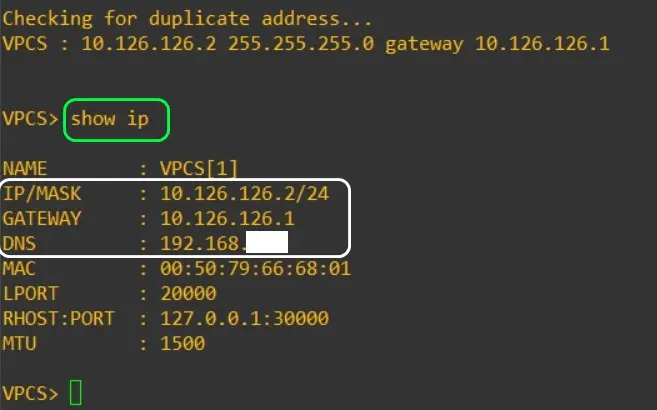 Checking for duplicate address...
VPCS : 10.126.126.2 255.255.255.0 gateway 10.126.126.1
VPCS> show ip
NAME : VPCS[1]
IP/MASK : 10.126.126.2/24
GATEWAY : 10.126.126.1
DNS : 192.168.
MAC : 00:50:79:66:68:01
LPORT : 20000
RHOST:PORT : 127.0.0.1:30000
MTU : 1500
VPCS>